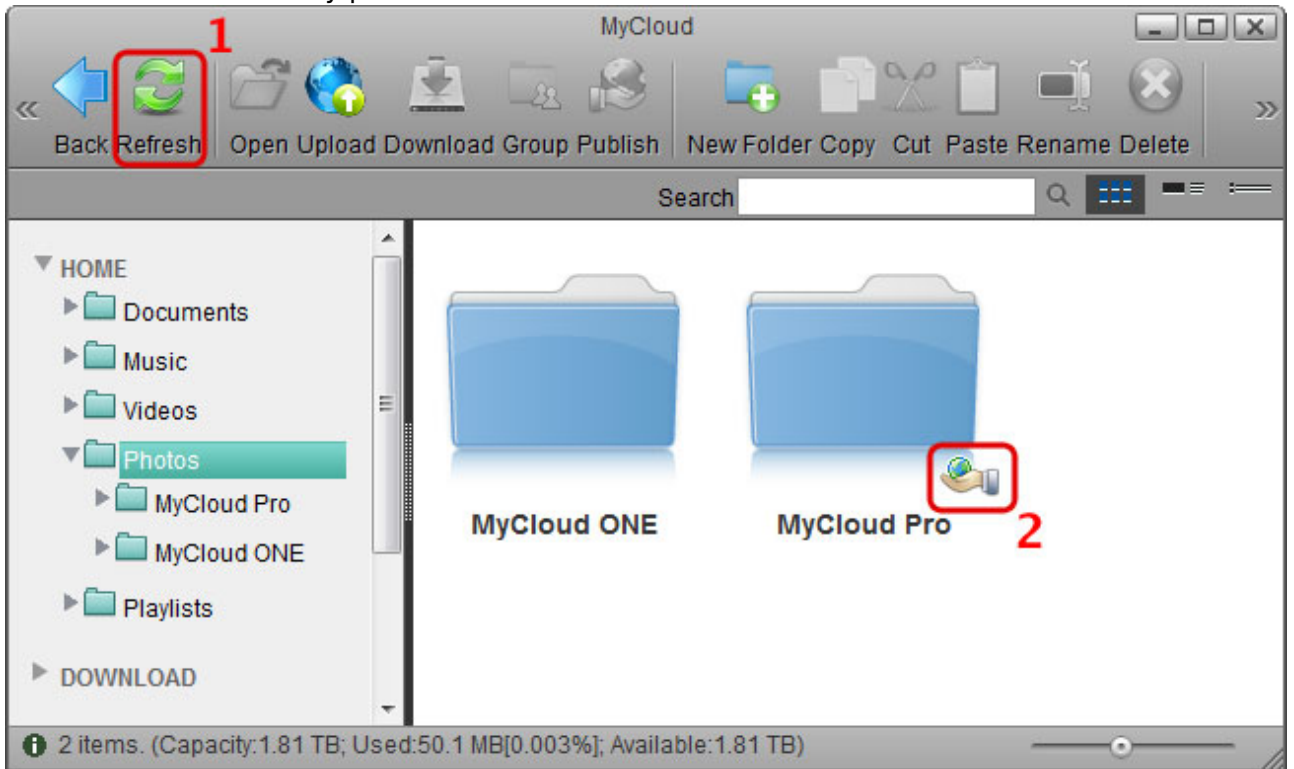 MyCloud
1
Back Refresh Open Upload Download Group Publish New Folder Copy Cut Paste Rename Delete
Search
HOME
Documents
Music
Videos
Photos
MyCloud Pro
MyCloud ONE
Playlists
DOWNLOAD
MyCloud ONE
MyCloud Pro
2
2 items. (Capacity:1.81 TB; Used:50.1 MB[0.003%]; Available:1.81 TB)